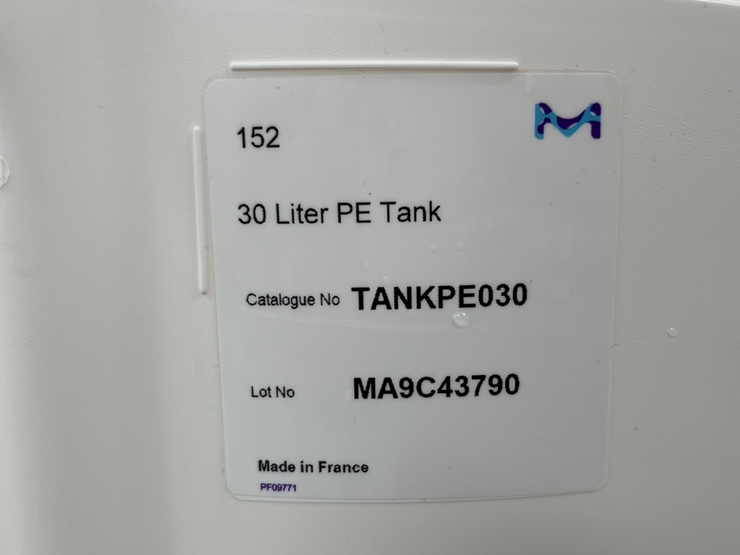 152
30 Liter PE Tank
Catalogue No TANKPE030
Lot No MA9C43790
Made in France
PF09771